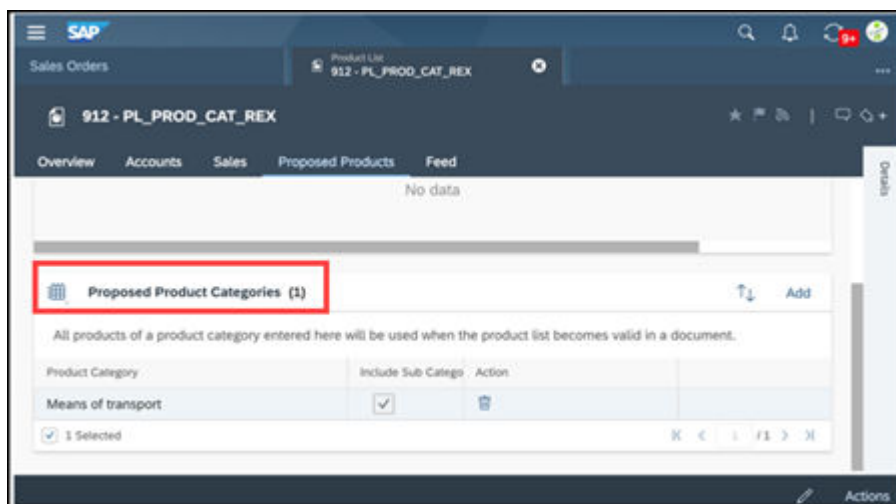 SAP
9+
Sales Orders
Product List
912 - PL_PROD_CAT_REX
912 - PL_PROD_CAT_REX
Overview Accounts Sales Proposed Products Feed
Details
No data
Proposed Product Categories (1)
Add
All products of a product category entered here will be used when the product list becomes valid in a document.
Product Category Include Sub Catego Action
Means of transport
1 Selected
1 /1
Actions